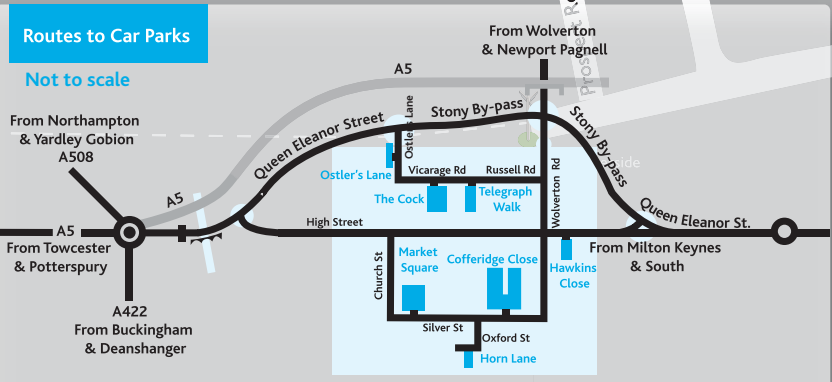 Routes to Car Parks
Not to scale
From Wolverton
& Newport Pagnell
Prospect R
A5
From Northampton
& Yardley Gobion
A508
Queen Eleanor Street
Ostlers Lane
Stony By-pass
Stony By-pass
side
A5
Ostler's Lane
Vicarage Rd
Russell Rd
The Cock
Telegraph
Walk
Wolverton Rd
Queen Eleanor St.
High Street
A5
From Towcester
& Potterspury
From Milton Keynes
& South
Church St
Market
Square
Cofferidge Close
Hawkins
Close
A422
From Buckingham
& Deanshanger
Silver St
Oxford St
Horn Lane